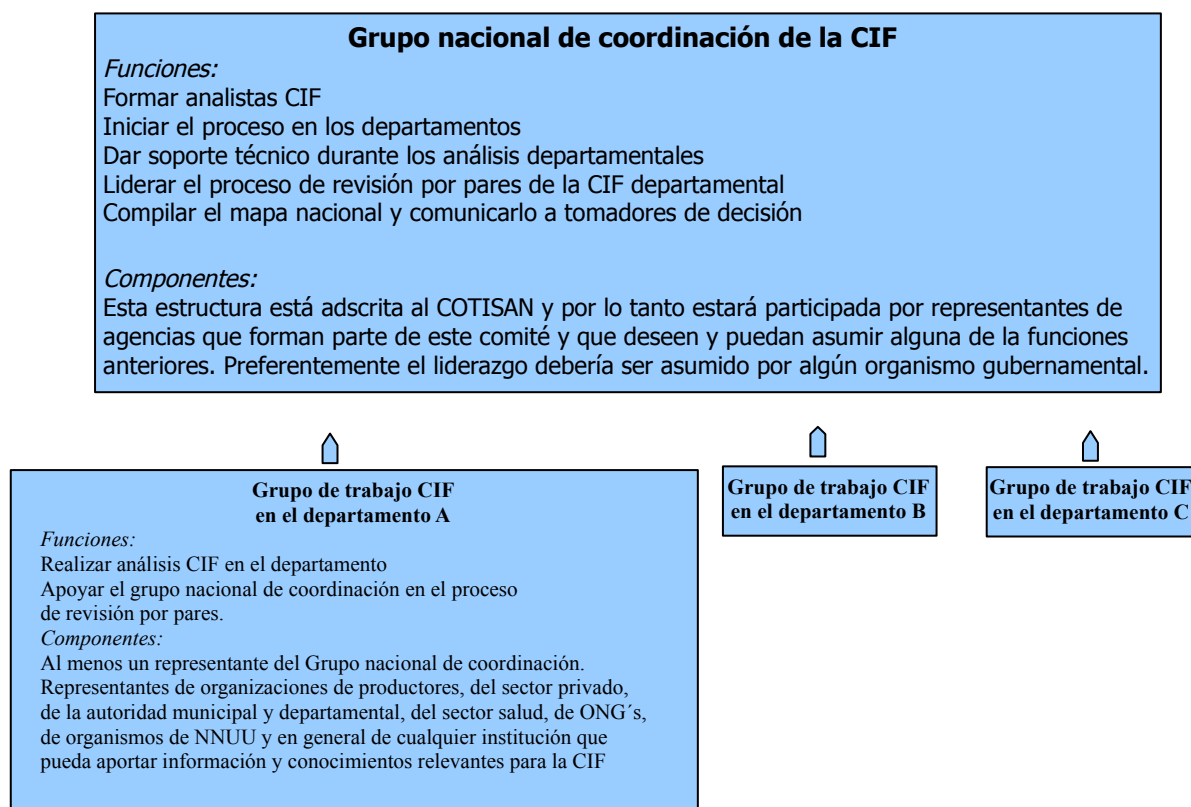 Grupo nacional de coordinación de la CIF
Funciones:
Formar analistas CIF
Iniciar el proceso en los departamentos
Dar soporte técnico durante los análisis departamentales
Liderar el proceso de revisión por pares de la CIF departamental
Compilar el mapa nacional y comunicarlo a tomadores de decisión
Componentes:
Esta estructura está adscrita al COTISAN y por lo tanto estará participada por representantes de
agencias que forman parte de este comité y que deseen y puedan asumir alguna de la funciones
anteriores. Preferentemente el liderazgo debería ser asumido por algún organismo gubernamental.
Grupo de trabajo CIF
en el departamento A
Funciones:
Realizar análisis CIF en el departamento
Apoyar el grupo nacional de coordinación en el proceso
de revisión por pares.
Componentes:
Al menos un representante del Grupo nacional de coordinación.
Representantes de organizaciones de productores, del sector privado,
de la autoridad municipal y departamental, del sector salud, de ONG´s,
de organismos de NNUU y en general de cualquier institución que
pueda aportar información y conocimientos relevantes para la CIF
Grupo de trabajo CIF
en el departamento B
Grupo de trabajo CIF
en el departamento C